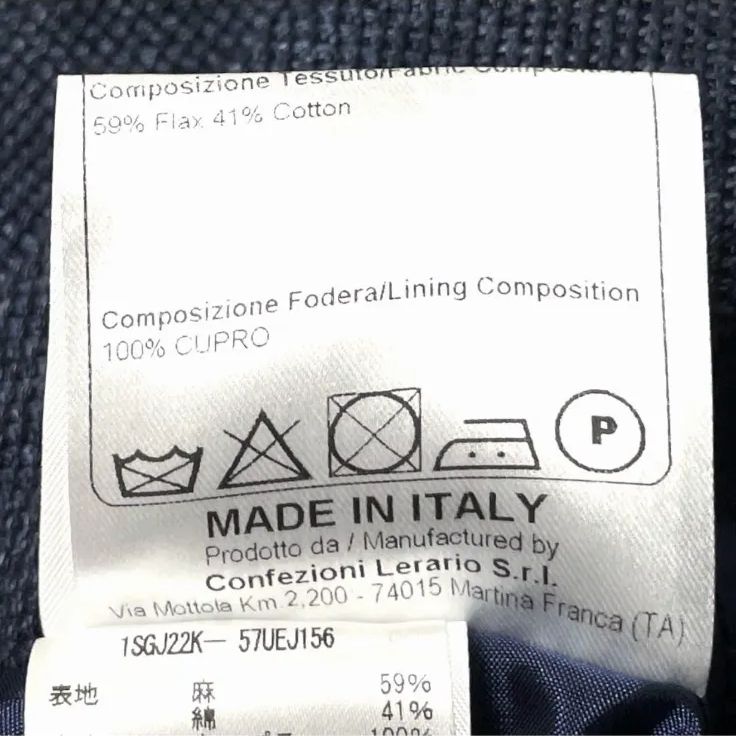 Composizione Tessuto/Fabric Composition
59% Flax 41% Cotton
Composizione Fodera/Lining Composition
100% CUPRO
P
MADE IN ITALY
Prodotto da / Manufactured by
Confezioni Lerario S.r.l.
Via Mottola Km.2,200 - 74015 Martina Franca (TA)
1SGJ22K- 57UEJ156
表地 麻 59%
綿 41%
100%